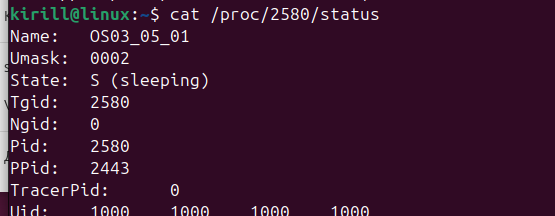 kirill@linux:~$ cat /proc/2580/status
Name:	OS03_05_01
Umask:	0002
State:	S (sleeping)
Tgid:	2580
Ngid:	0
Pid:	2580
PPid:	2443
TracerPid:	0
Uid:	1000	1000	1000	1000